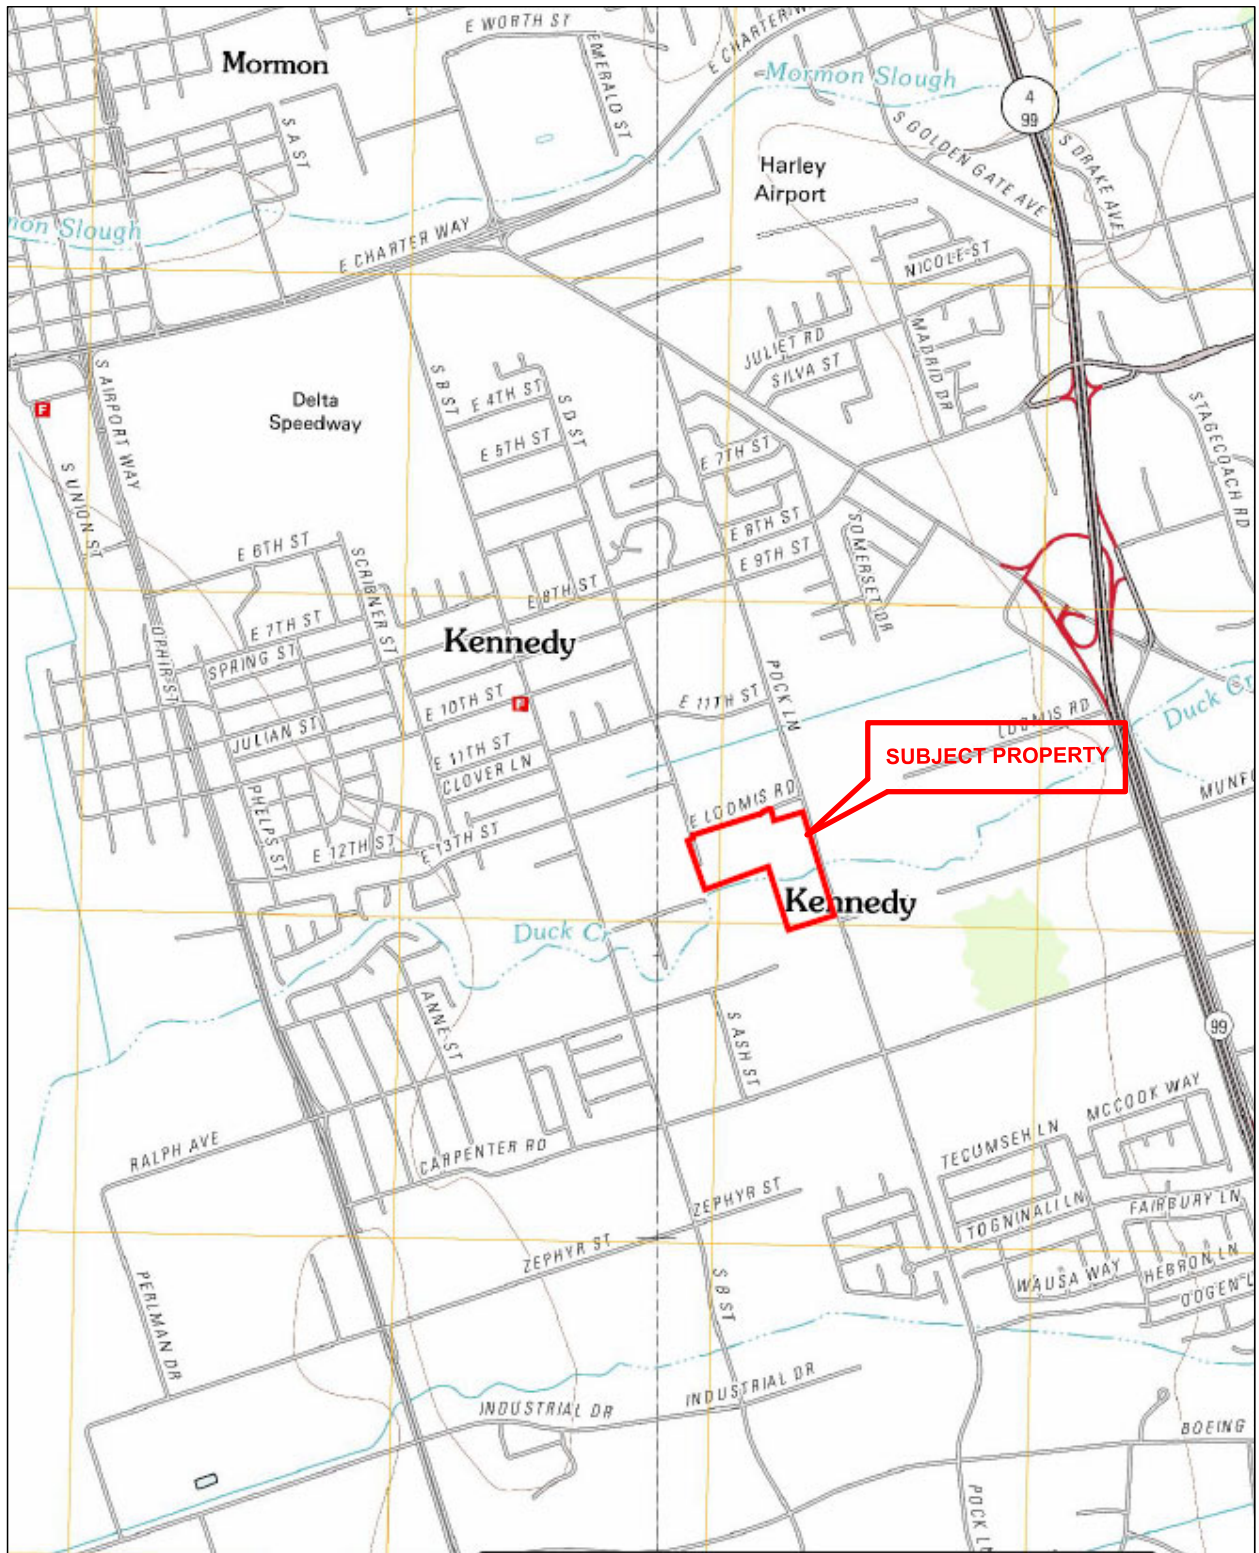 E WORTH ST
E CHARTER W
Mormon
EMERALD ST
Mormon Slough
4
99
S A ST
S GOLDEN GATE AVE
S DRAKE AVE
Harley
Airport
mon Slough
E CHARTER WAY
NICOLE ST
JULIET RD
MADRID DR
SILVA ST
S AIRPORT WAY
S B ST
E 4TH ST
S D ST
Delta
Speedway
F
STAGECOACH RD
E 5TH ST
E 7TH ST
S UNION ST
E 6TH ST
SCRIBNER ST
E 8TH ST
E 9TH ST
SOMERSET DR
E 8TH ST
E 7TH ST
OPHIR ST
Kennedy
SPRING ST
POCK LN
Duck Cr
E 10TH ST
F
E 11TH ST
LOOMIS RD
JULIAN ST
E 11TH ST
SUBJECT PROPERTY
CLOVER LN
MUNF
PHELPS ST
E LOOMIS RD
E 12TH ST
E 13TH ST
Kennedy
Duck Cr
ANNE ST
S ASH ST
99
MCCOOK WAY
RALPH AVE
CARPENTER RD
TECUMSEH LN
ZEPHYR ST
TOGNINALI LN
FAIRBURY LN
ZEPHYR ST
WAUSA WAY
HEBRON LN
ODGEN L
PERLMAN DR
S B ST
INDUSTRIAL DR
INDUSTRIAL DR
BOEING
POCK LN